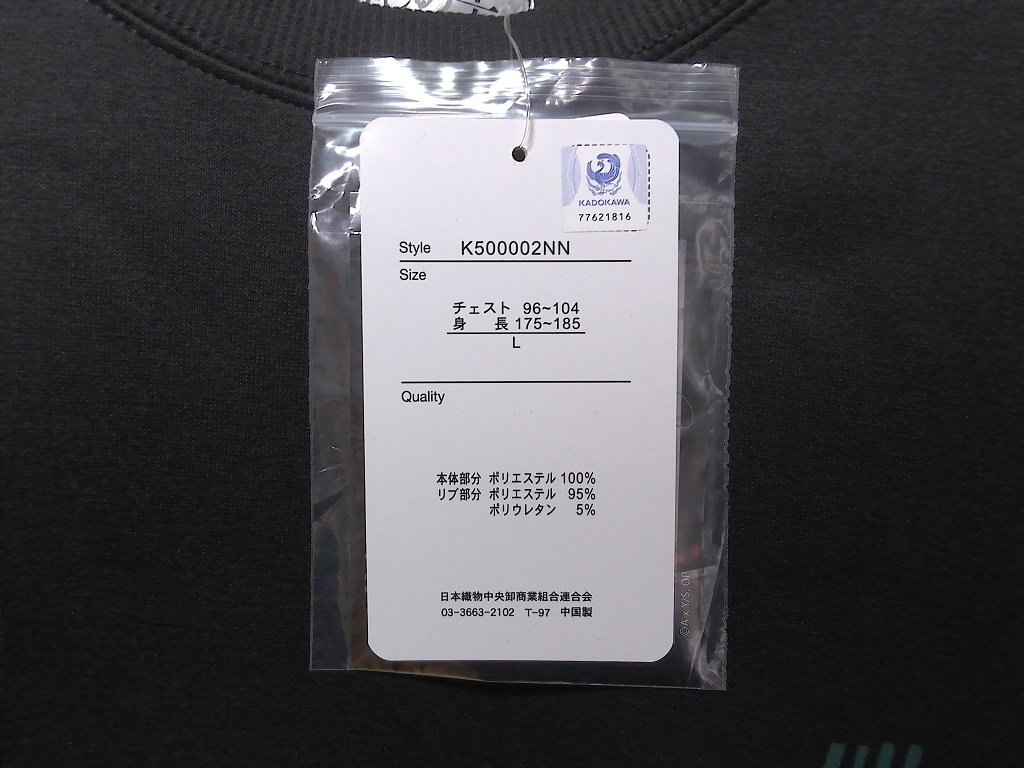 KADOKAWA
77621816
Style K500002NN
Size
チェスト 96~104
身 長 175~185
L
Quality
本体部分 ポリエステル 100%
リブ部分 ポリエステル 95%
ポリウレタン 5%
日本織物中央卸商業組合連合会
03-3663-2102 T-97 中国製
©A x Y/S, OP